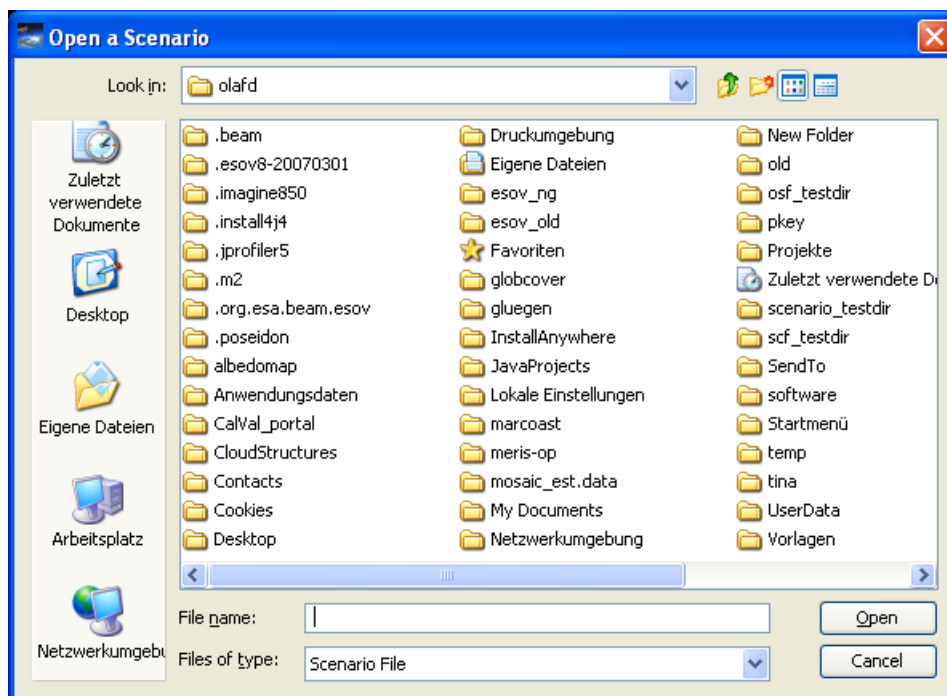 Open a Scenario
Look in:
olafd
Zuletzt
verwendete
Dokumente
Desktop
Eigene Dateien
Arbeitsplatz
Netzwerkumgebu
.beam
.esov8-20070301
.imagine850
.install4j4
.jprofiler5
.m2
.org.esa.beam.esov
.poseidon
albedomap
Anwendungsdaten
CalVal_portal
CloudStructures
Contacts
Cookies
Desktop
Druckumgebung
Eigene Dateien
esov_ng
esov_old
Favoriten
globcover
gluegen
InstallAnywhere
JavaProjects
Lokale Einstellungen
marcoast
meris-op
mosaic_est.data
My Documents
Netzwerkumgebung
New Folder
old
osf_testdir
pkey
Projekte
Zuletzt verwendete D
scenario_testdir
scf_testdir
SendTo
software
Startmenü
temp
tina
UserData
Vorlagen
File name:
Open
Files of type:
Scenario File
Cancel